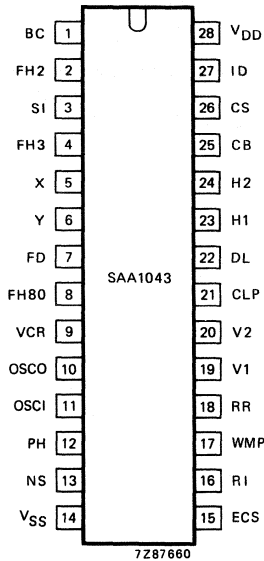 BC 1 28 VDD
FH2 2 27 ID
SI 3 26 CS
FH3 4 25 CB
X 5 24 H2
Y 6 23 H1
FD 7 22 DL
SAA1043
FH80 8 21 CLP
VCR 9 20 V2
OSCO 10 19 V1
OSCI 11 18 RR
PH 12 17 WMP
NS 13 16 RI
VSS 14 15 ECS
7Z87660